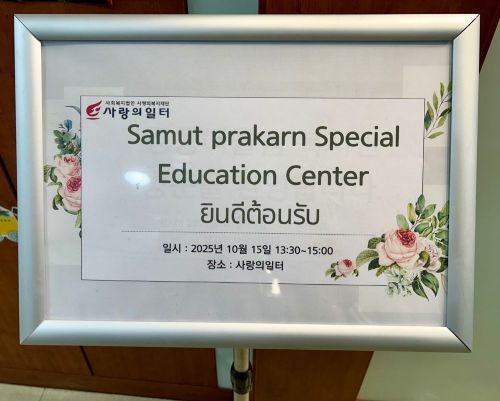 사회복지법인 사랑의복지재단
사랑의일터
Samut prakarn Special
Education Center
ยินดีต้อนรับ
일시 : 2025년 10월 15일 13:30~15:00
장소 : 사랑의일터